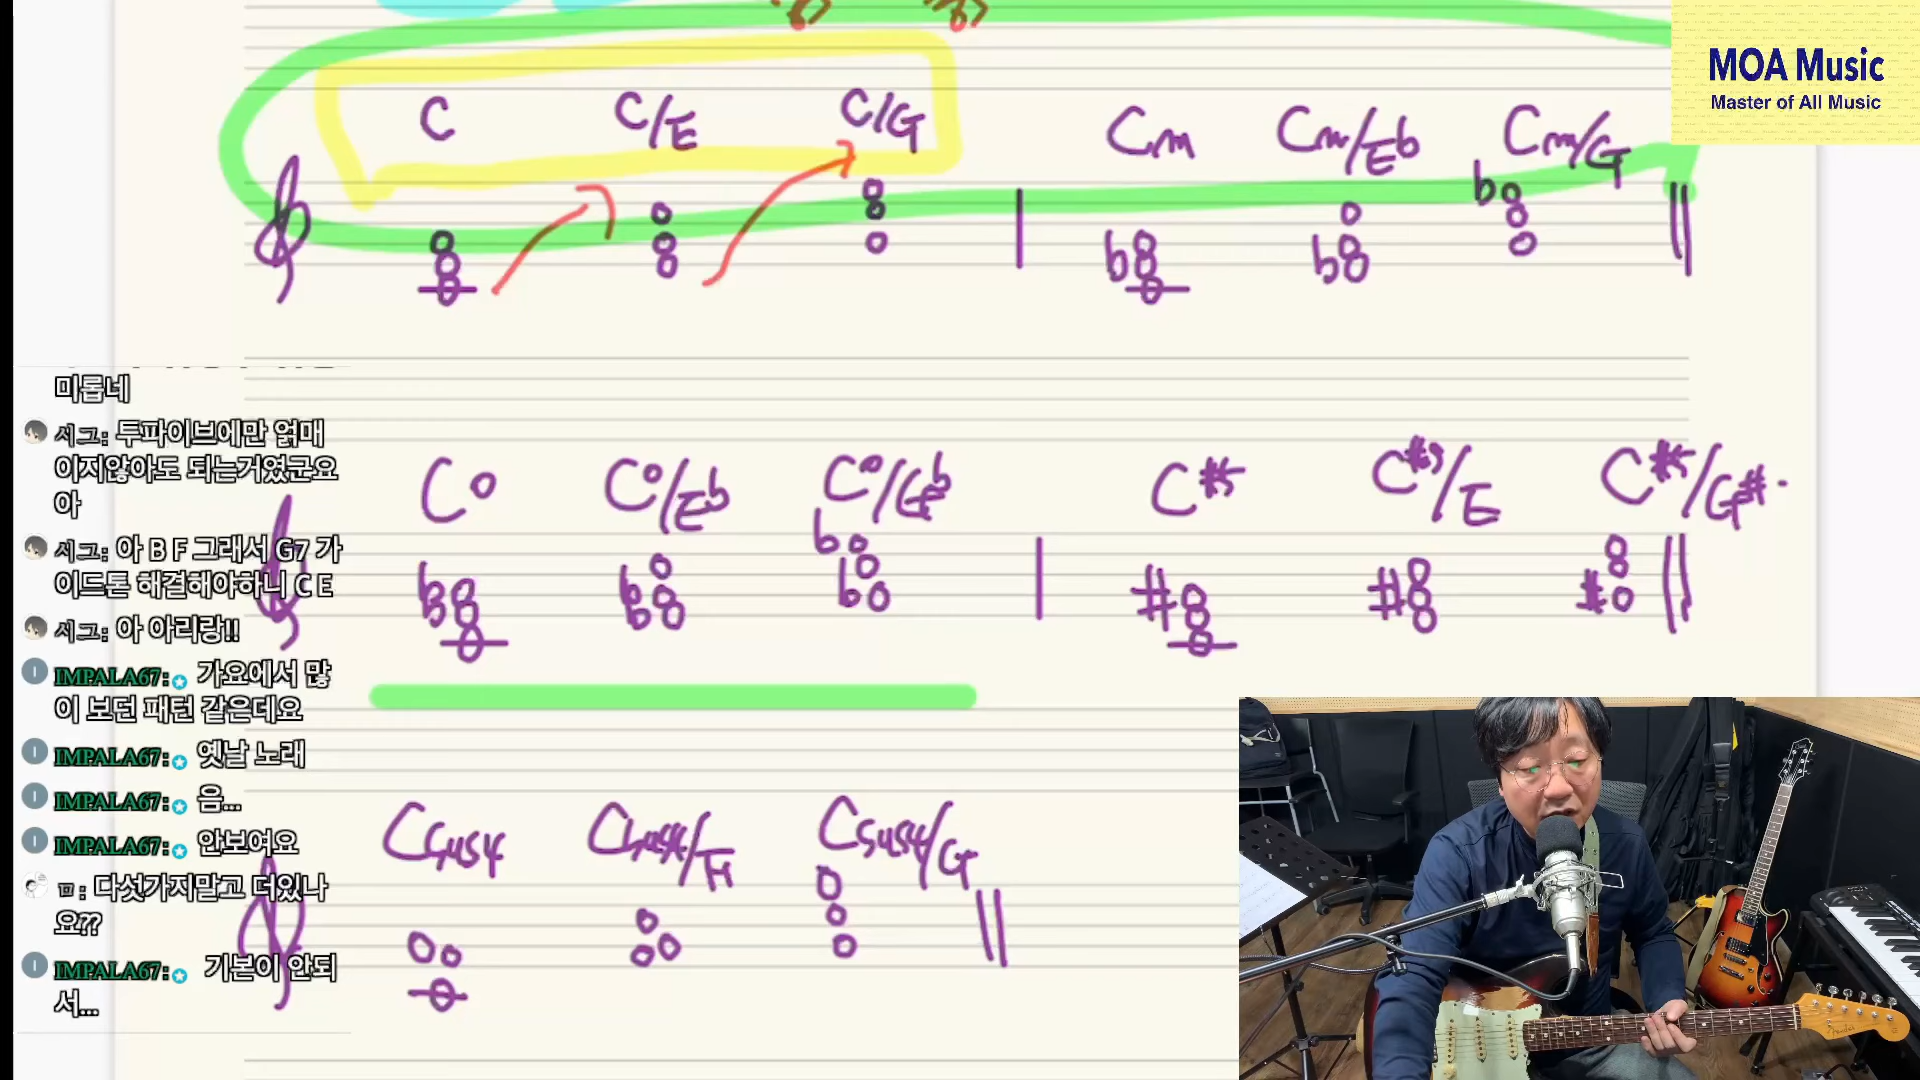 MOA Music
Master of All Music
C C/E C/G Cm Cm/Eb Cm/G
미롭네
시그: 투파이브에만 얽매
이지않아도 되는거였군요
아
시그: 아 B F 그래서 G7 가
이드톤 해결해야하니 C E
시그: 아 아리랑!!
IMPALA67: 가요에서 많
이 보던 패턴 같은데요
IMPALA67: 옛날 노래
IMPALA67: 음...
IMPALA67: 안보여요
ㅁ: 다섯가지말고 더있나
요??
IMPALA67: 기본이 안되
서...
Co Co/Eb Co/Gb C#5 C#5/E C#5/G#
Csus4 Csus4/F Csus4/G